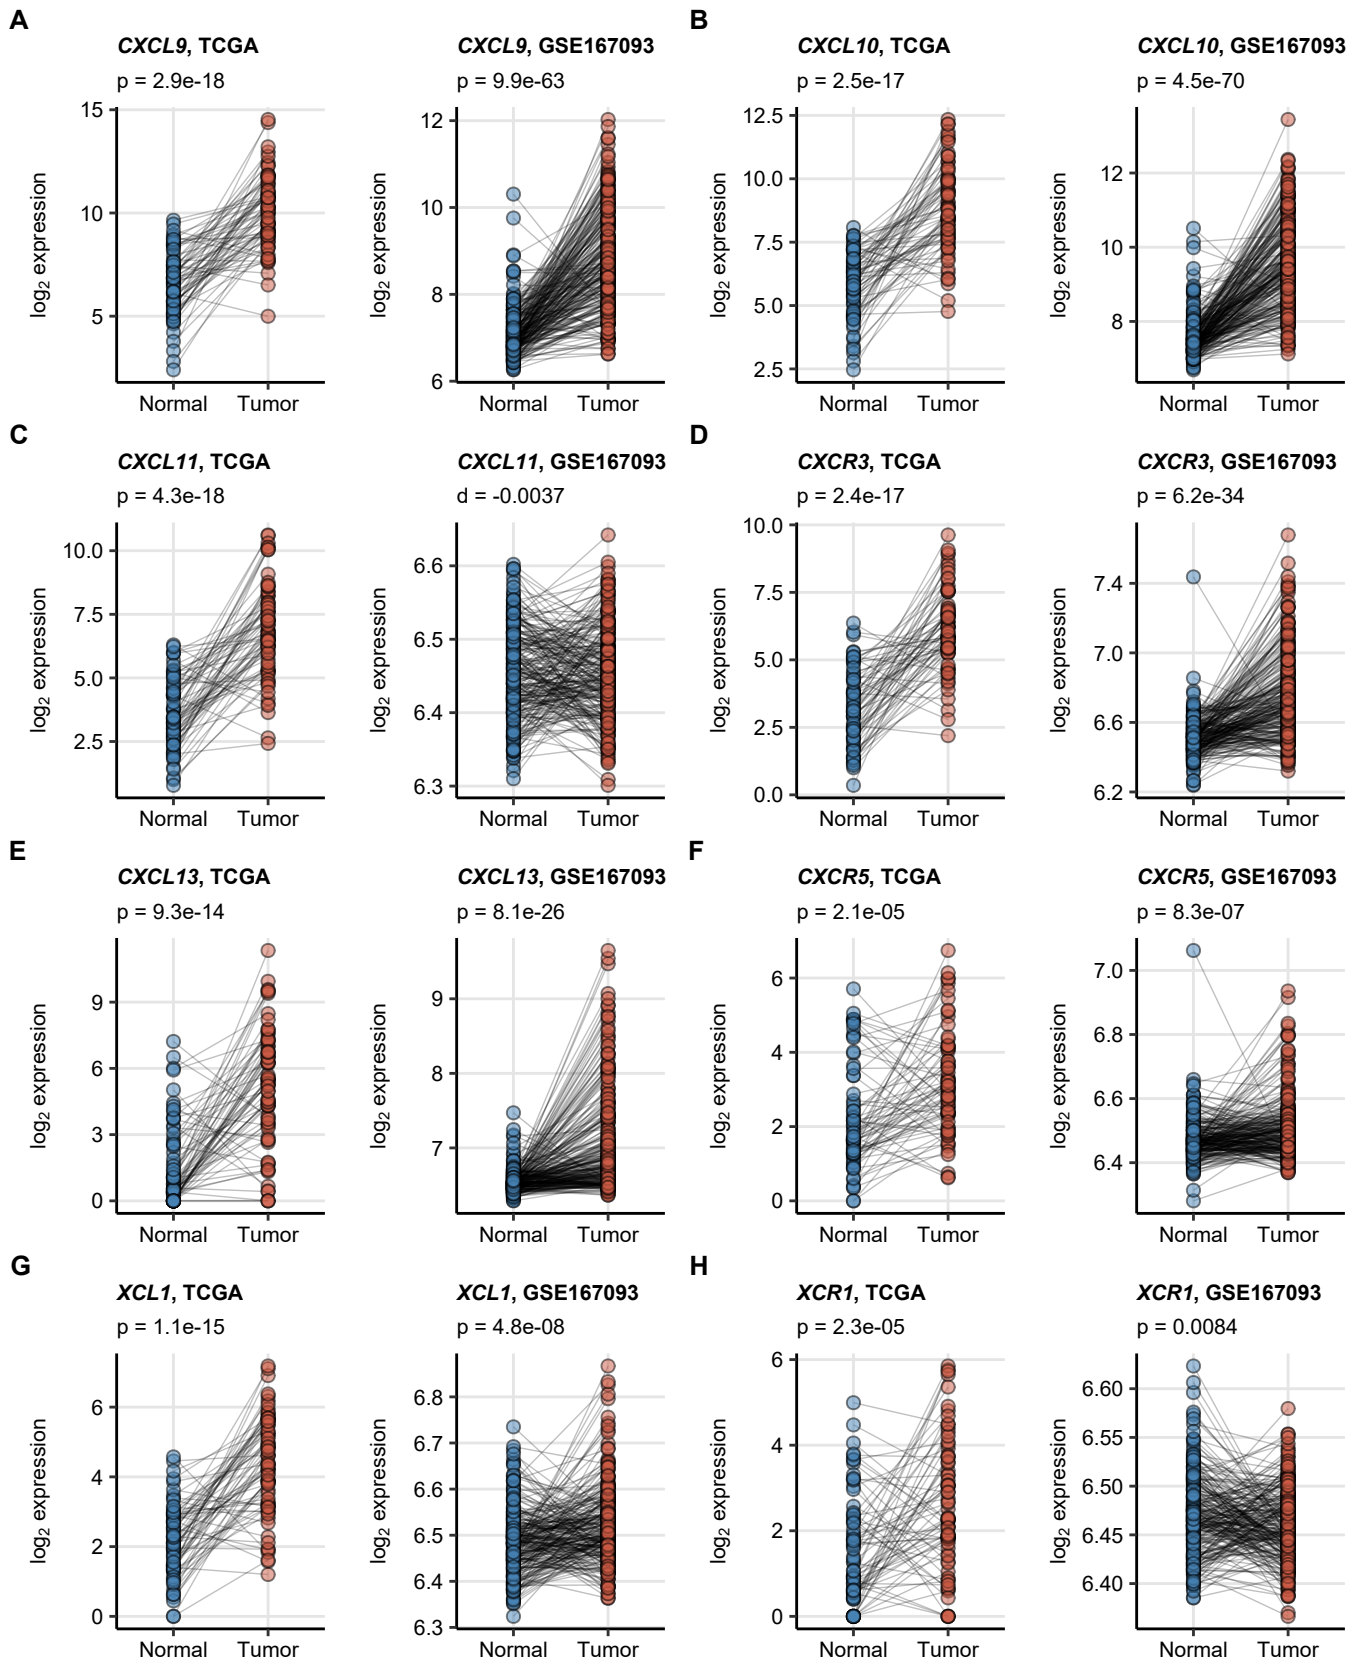 A
CXCL9, TCGA
p = 2.9e-18
log2 expression
15
10
5
Normal Tumor
CXCL9, GSE167093
p = 9.9e-63
log2 expression
12
10
8
6
Normal Tumor
B
CXCL10, TCGA
p = 2.5e-17
log2 expression
12.5
10.0
7.5
5.0
2.5
Normal Tumor
CXCL10, GSE167093
p = 4.5e-70
log2 expression
12
10
8
Normal Tumor
C
CXCL11, TCGA
p = 4.3e-18
log2 expression
10.0
7.5
5.0
2.5
Normal Tumor
CXCL11, GSE167093
d = -0.0037
log2 expression
6.6
6.5
6.4
6.3
Normal Tumor
D
CXCR3, TCGA
p = 2.4e-17
log2 expression
10.0
7.5
5.0
2.5
0.0
Normal Tumor
CXCR3, GSE167093
p = 6.2e-34
log2 expression
7.4
7.0
6.6
6.2
Normal Tumor
E
CXCL13, TCGA
p = 9.3e-14
log2 expression
9
6
3
0
Normal Tumor
CXCL13, GSE167093
p = 8.1e-26
log2 expression
9
8
7
Normal Tumor
F
CXCR5, TCGA
p = 2.1e-05
log2 expression
6
4
2
0
Normal Tumor
CXCR5, GSE167093
p = 8.3e-07
log2 expression
7.0
6.8
6.6
6.4
Normal Tumor
G
XCL1, TCGA
p = 1.1e-15
log2 expression
6
4
2
0
Normal Tumor
XCL1, GSE167093
p = 4.8e-08
log2 expression
6.8
6.7
6.6
6.5
6.4
6.3
Normal Tumor
H
XCR1, TCGA
p = 2.3e-05
log2 expression
6
4
2
0
Normal Tumor
XCR1, GSE167093
p = 0.0084
log2 expression
6.60
6.55
6.50
6.45
6.40
Normal Tumor